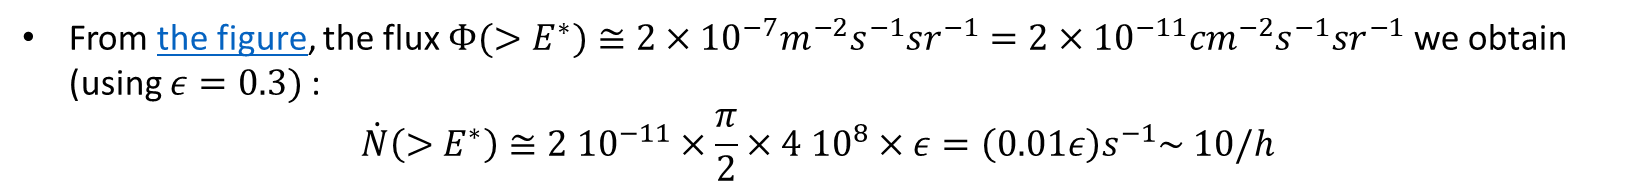 • From the figure, the flux Φ(> E*) ≅ 2 × 10⁻⁷m⁻²s⁻¹sr⁻¹ = 2 × 10⁻¹¹cm⁻²s⁻¹sr⁻¹ we obtain
(using ϵ = 0.3) :
Ṅ(> E*) ≅ 2 10⁻¹¹ × π/2 × 4 10⁸ × ϵ = (0.01ϵ)s⁻¹~ 10/h